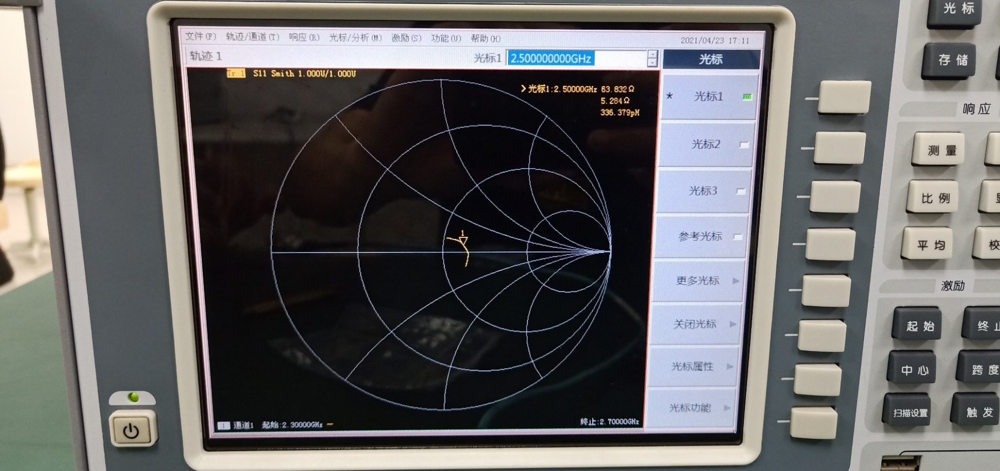 文件(F) 轨迹/通道(T) 响应(R) 光标/分析(M) 激励(S) 功能(U) 帮助(H) 2021/04/23 17:11
轨迹 1 光标1 2.500000000GHz 光标
Tr 1 S11 Smith 1.000U/1.000U
>光标1:2.50000GHz 63.832Ω
5.284Ω
336.379pH
1
* 光标1
光标2
光标3
参考光标
更多光标
关闭光标
光标属性
光标功能
1 通道1 起始:2.30000GHz 终止:2.70000GHz
光标
存储
响应
测量
比例
平均 校
激励
起始 终止
中心 跨度
扫描设置 触发